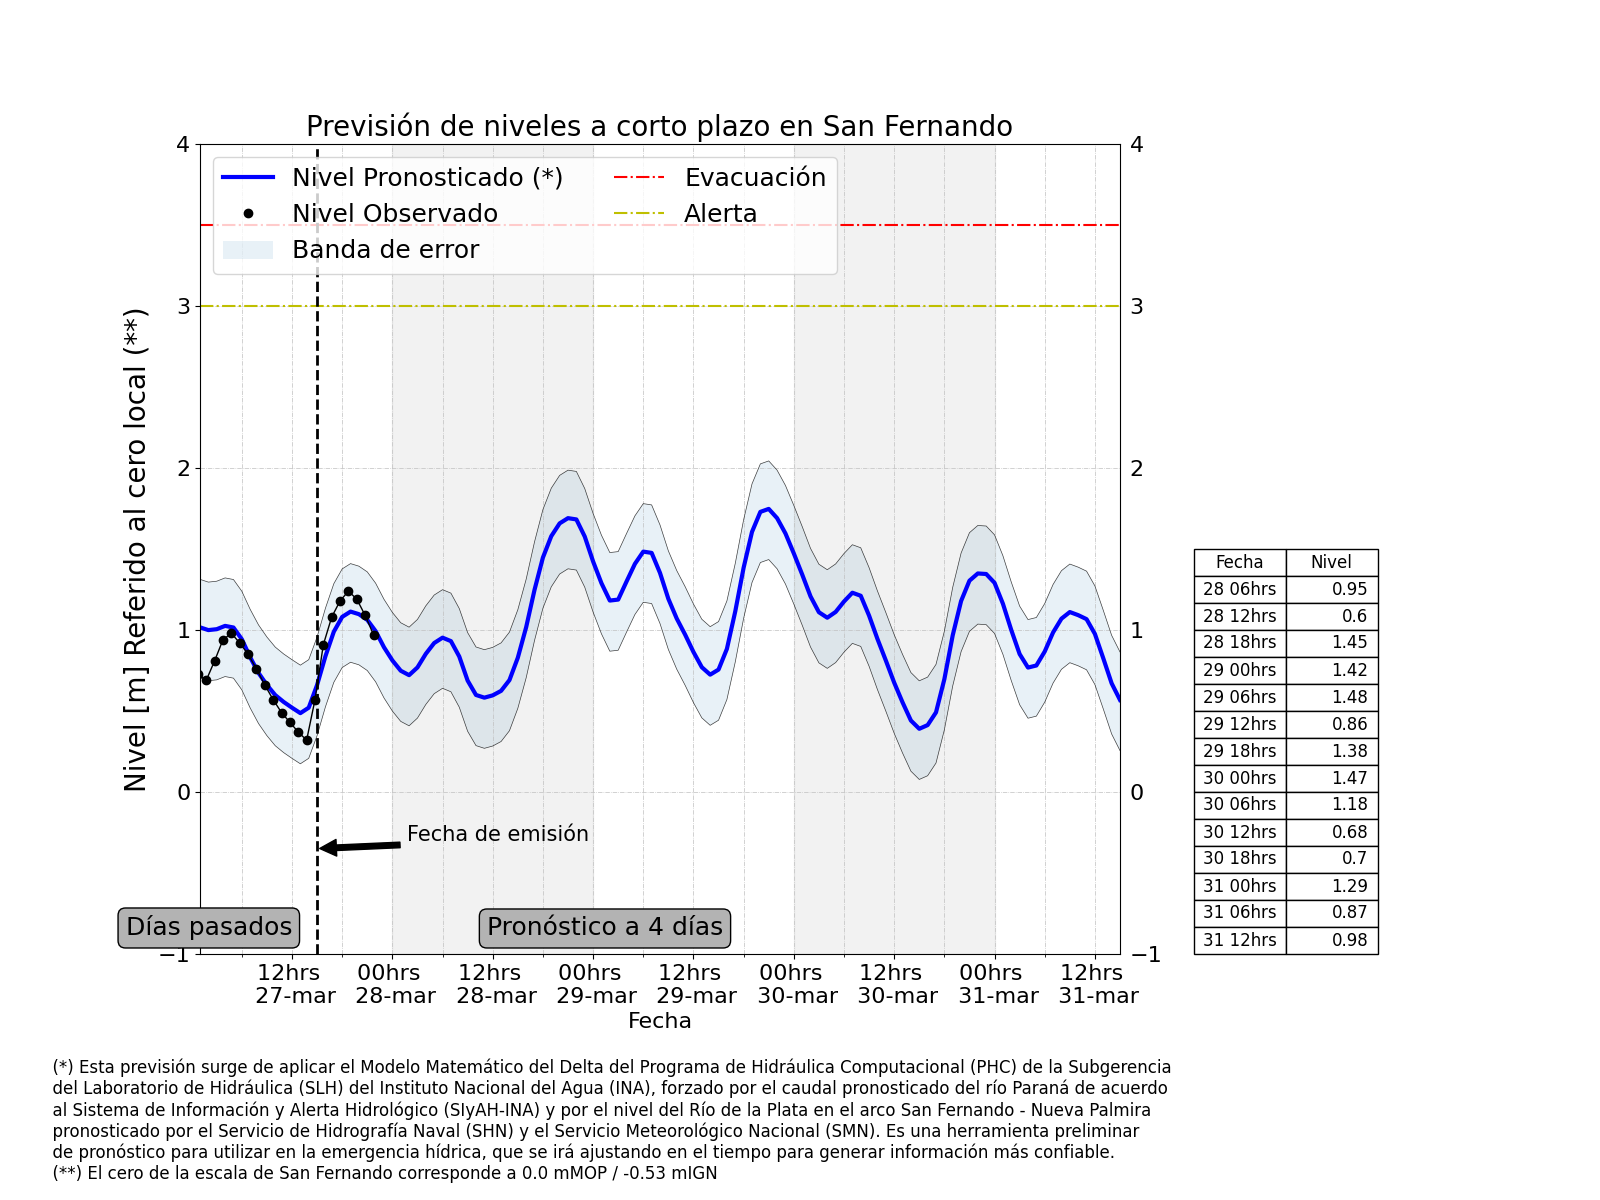 Previsión de niveles a corto plazo en San Fernando
Nivel Pronosticado (*)
Nivel Observado
Banda de error
Evacuación
Alerta
Nivel [m] Referido al cero local (**)
4
3
2
1
0
−1
4
3
2
1
0
−1
Fecha de emisión
Días pasados
Pronóstico a 4 días
12hrs 27-mar
00hrs 28-mar
12hrs 28-mar
00hrs 29-mar
12hrs 29-mar
00hrs 30-mar
12hrs 30-mar
00hrs 31-mar
12hrs 31-mar
Fecha
Fecha Nivel
28 06hrs 0.95
28 12hrs 0.6
28 18hrs 1.45
29 00hrs 1.42
29 06hrs 1.48
29 12hrs 0.86
29 18hrs 1.38
30 00hrs 1.47
30 06hrs 1.18
30 12hrs 0.68
30 18hrs 0.7
31 00hrs 1.29
31 06hrs 0.87
31 12hrs 0.98
(*) Esta previsión surge de aplicar el Modelo Matemático del Delta del Programa de Hidráulica Computacional (PHC) de la Subgerencia
del Laboratorio de Hidráulica (SLH) del Instituto Nacional del Agua (INA), forzado por el caudal pronosticado del río Paraná de acuerdo
al Sistema de Información y Alerta Hidrológico (SIyAH-INA) y por el nivel del Río de la Plata en el arco San Fernando - Nueva Palmira
pronosticado por el Servicio de Hidrografía Naval (SHN) y el Servicio Meteorológico Nacional (SMN). Es una herramienta preliminar
de pronóstico para utilizar en la emergencia hídrica, que se irá ajustando en el tiempo para generar información más confiable.
(**) El cero de la escala de San Fernando corresponde a 0.0 mMOP / -0.53 mIGN